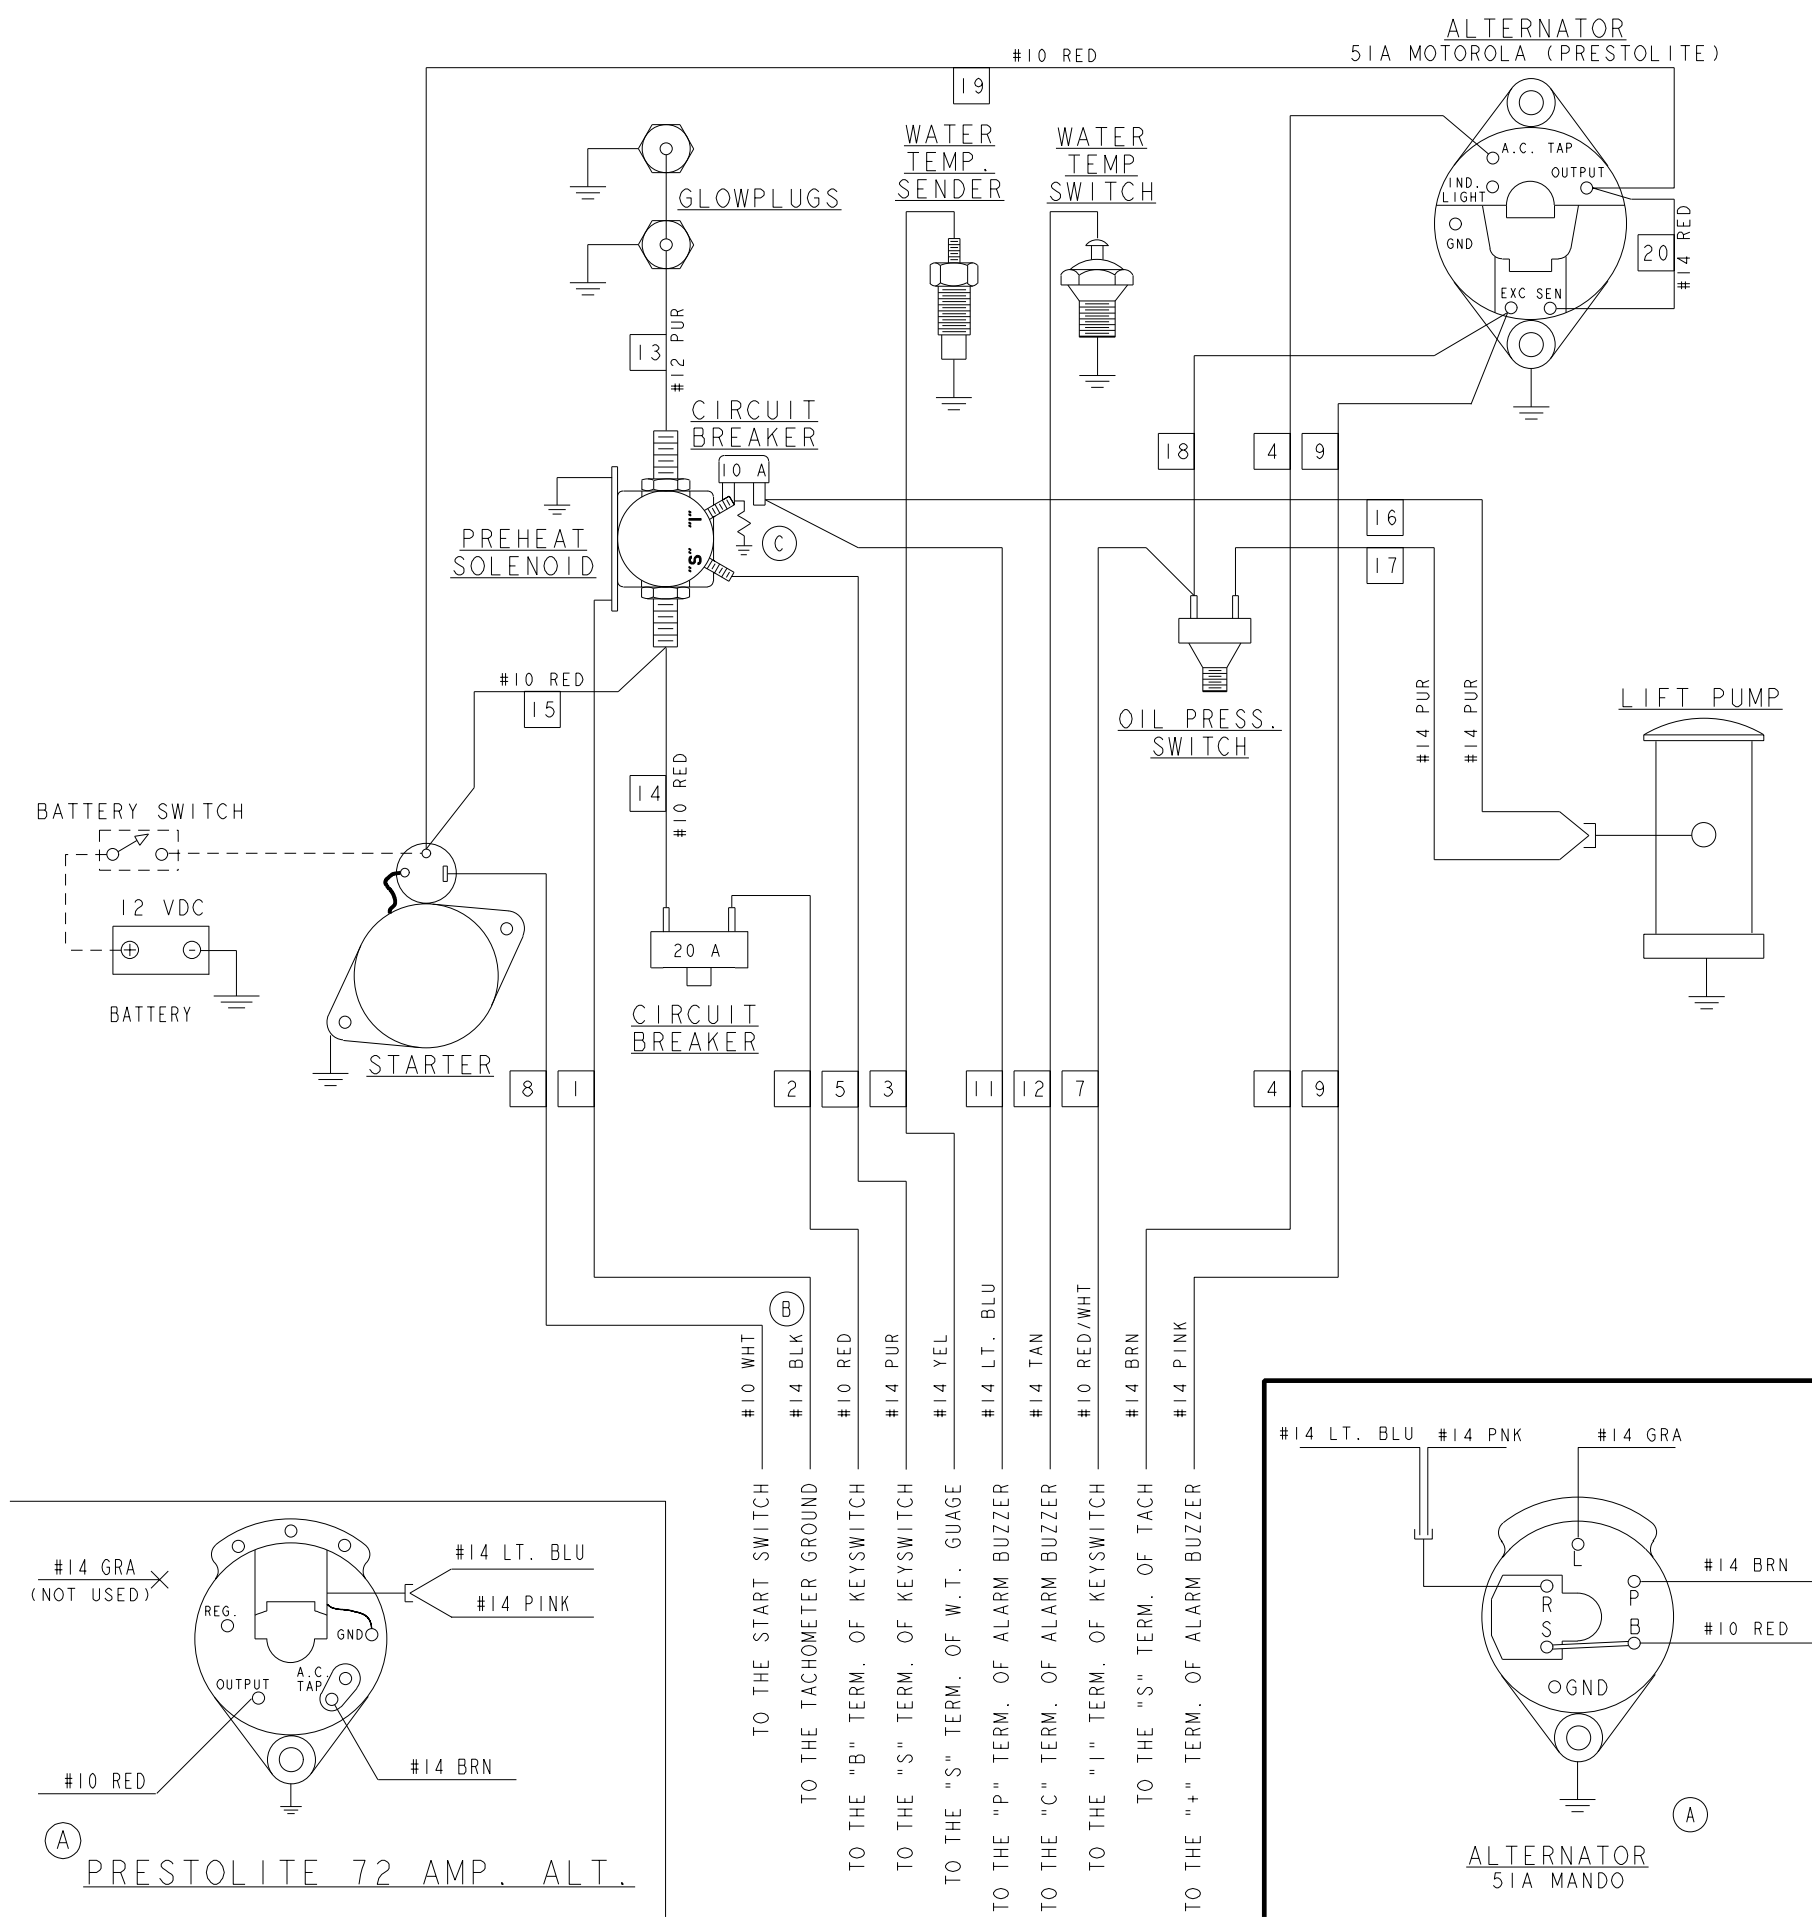 ALTERNATOR
51A MOTOROLA (PRESTOLITE)
#10 RED
19
WATER
TEMP.
SENDER
WATER
TEMP
SWITCH
A.C. TAP
OUTPUT
IND.
LIGHT
GND
EXC SEN
20
#14 RED
GLOWPLUGS
13
#12 PUR
CIRCUIT
BREAKER
10 A
"I"
"S"
C
PREHEAT
SOLENOID
18
4
9
16
17
#10 RED
15
14
#10 RED
OIL PRESS.
SWITCH
#14 PUR
#14 PUR
LIFT PUMP
BATTERY SWITCH
12 VDC
+
-
BATTERY
STARTER
20 A
CIRCUIT
BREAKER
8
1
2
5
3
11
12
7
4
9
B
#10 WHT
#14 BLK
#10 RED
#14 PUR
#14 YEL
#14 LT. BLU
#14 TAN
#10 RED/WHT
#14 BRN
#14 PINK
TO THE START SWITCH
TO THE TACHOMETER GROUND
TO THE "B" TERM. OF KEYSWITCH
TO THE "S" TERM. OF KEYSWITCH
TO THE "S" TERM. OF W.T. GUAGE
TO THE "P" TERM. OF ALARM BUZZER
TO THE "C" TERM. OF ALARM BUZZER
TO THE "I" TERM. OF KEYSWITCH
TO THE "S" TERM. OF TACH
TO THE "+" TERM. OF ALARM BUZZER
#14 GRA
(NOT USED)
#14 LT. BLU
#14 PINK
REG.
GND
OUTPUT
A.C.
TAP
#10 RED
#14 BRN
A
PRESTOLITE 72 AMP. ALT.
#14 LT. BLU
#14 PNK
#14 GRA
L
#14 BRN
R
P
S
B
#10 RED
GND
A
ALTERNATOR
51A MANDO